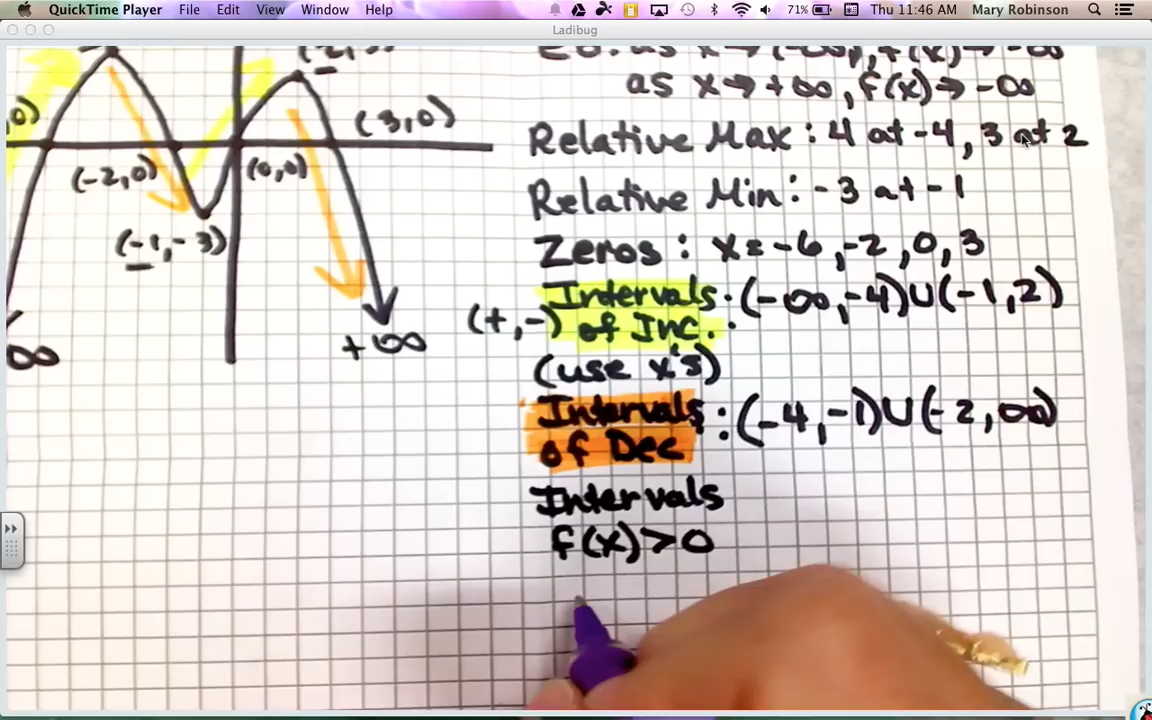 QuickTime Player File Edit View Window Help 71% Thu 11:46 AM Mary Robinson
Ladibug
as x→+∞, f(x)→ -∞
Relative Max: 4 at -4, 3 at 2
Relative Min: -3 at -1
Zeros: x= -6, -2, 0, 3
Intervals of Inc.: (-∞,-4)∪(-1,2)
(+,-)
(use x's)
Intervals of Dec: (-4,-1)∪(-2,∞)
Intervals
f(x)>0
(3,0)
(-2,0)
(0,0)
(-1,-3)
+∞
∞